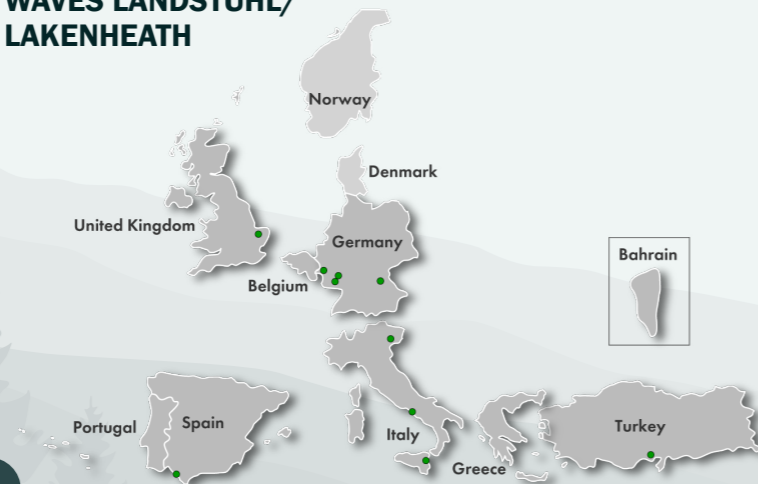 WAVES LANDSTUHL/
LAKENHEATH
Norway
Denmark
United Kingdom
Germany
Belgium
Bahrain
Portugal
Spain
Italy
Greece
Turkey